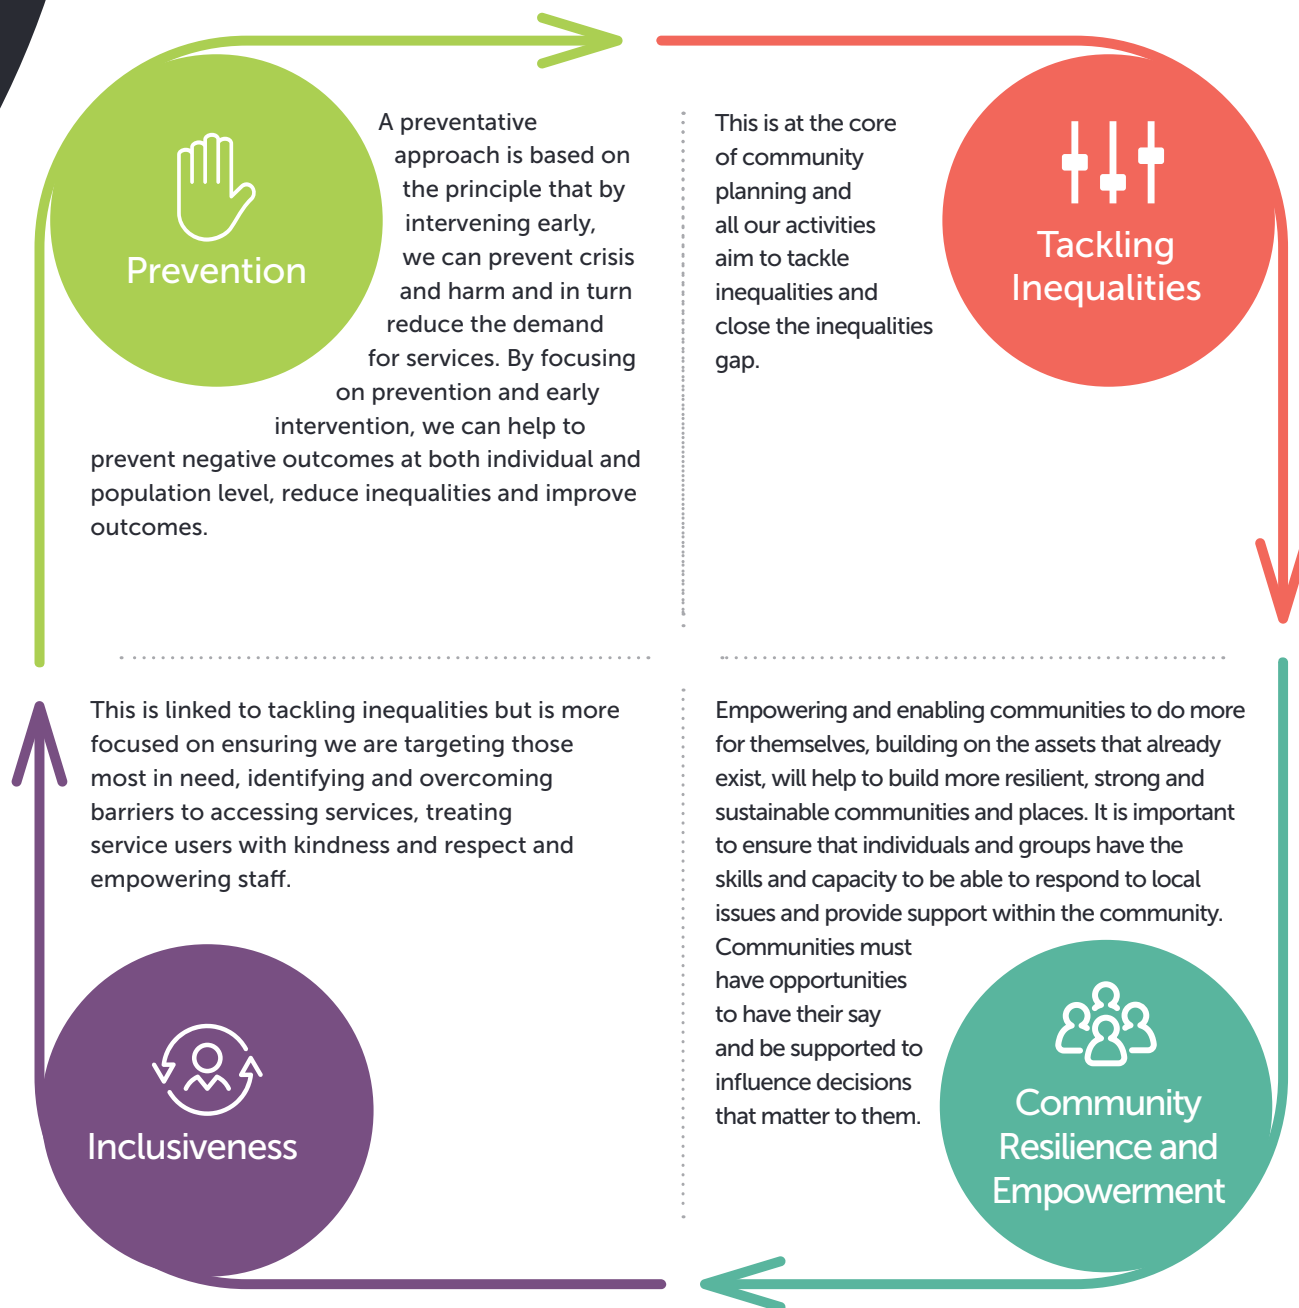 Prevention
A preventative
approach is based on
the principle that by
intervening early,
we can prevent crisis
and harm and in turn
reduce the demand
for services. By focusing
on prevention and early
intervention, we can help to
prevent negative outcomes at both individual and
population level, reduce inequalities and improve
outcomes.
This is at the core
of community
planning and
all our activities
aim to tackle
inequalities and
close the inequalities
gap.
Tackling
Inequalities
This is linked to tackling inequalities but is more
focused on ensuring we are targeting those
most in need, identifying and overcoming
barriers to accessing services, treating
service users with kindness and respect and
empowering staff.
Inclusiveness
Empowering and enabling communities to do more
for themselves, building on the assets that already
exist, will help to build more resilient, strong and
sustainable communities and places. It is important
to ensure that individuals and groups have the
skills and capacity to be able to respond to local
issues and provide support within the community.
Communities must
have opportunities
to have their say
and be supported to
influence decisions
that matter to them.
Community
Resilience and
Empowerment